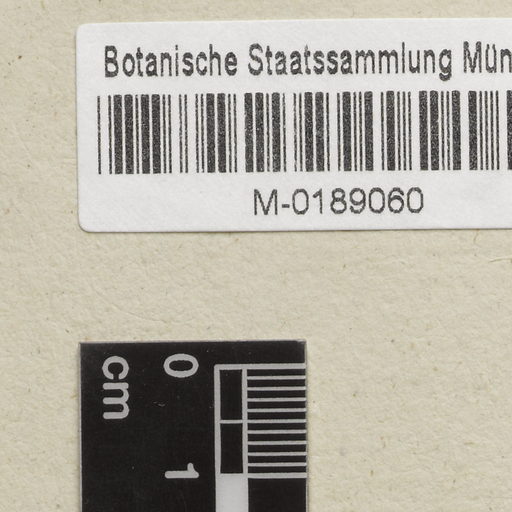 Botanische Staatssammlung Mün
M-0189060
cm
0
1